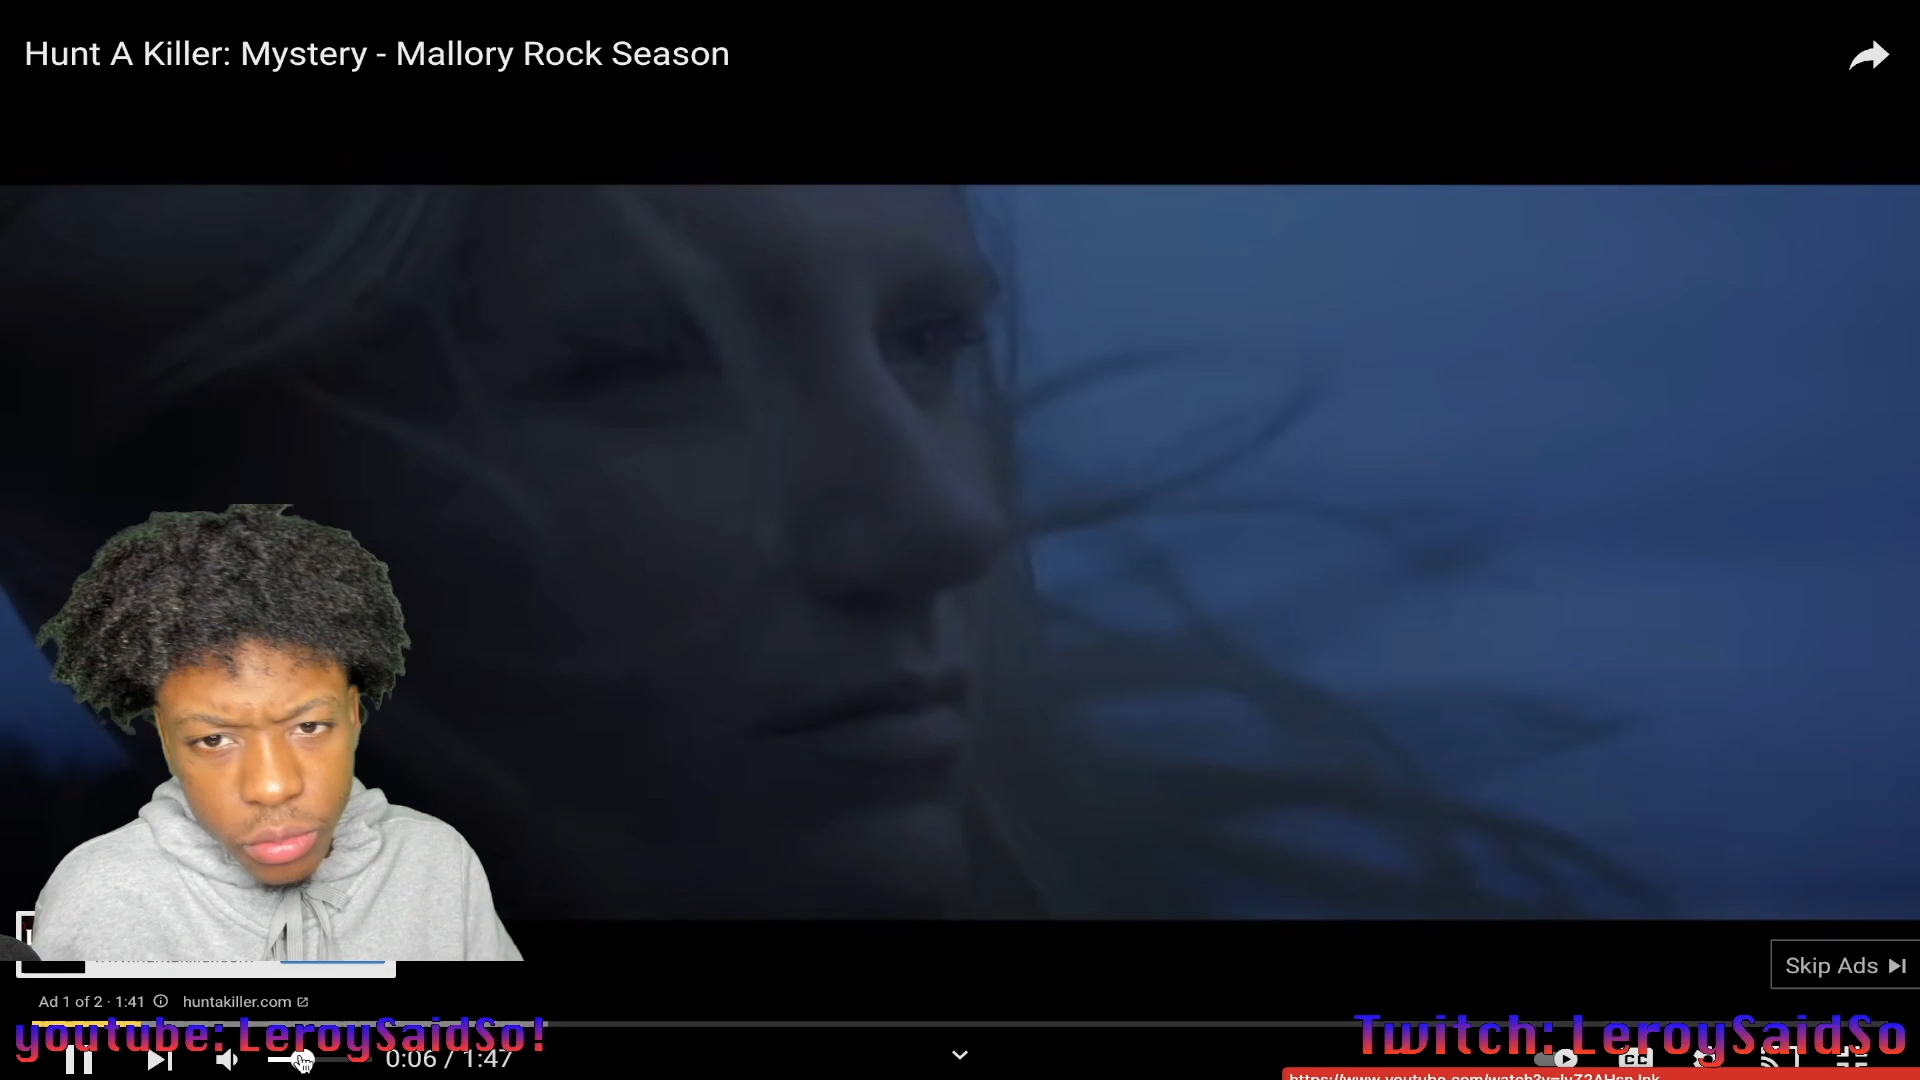 Hunt A Killer: Mystery - Mallory Rock Season
Skip Ads
Ad 1 of 2 · 1:41
huntakiller.com
youtube: LeroySaidSo!
Twitch: LeroySaidSo
0:06 / 1:47
CC